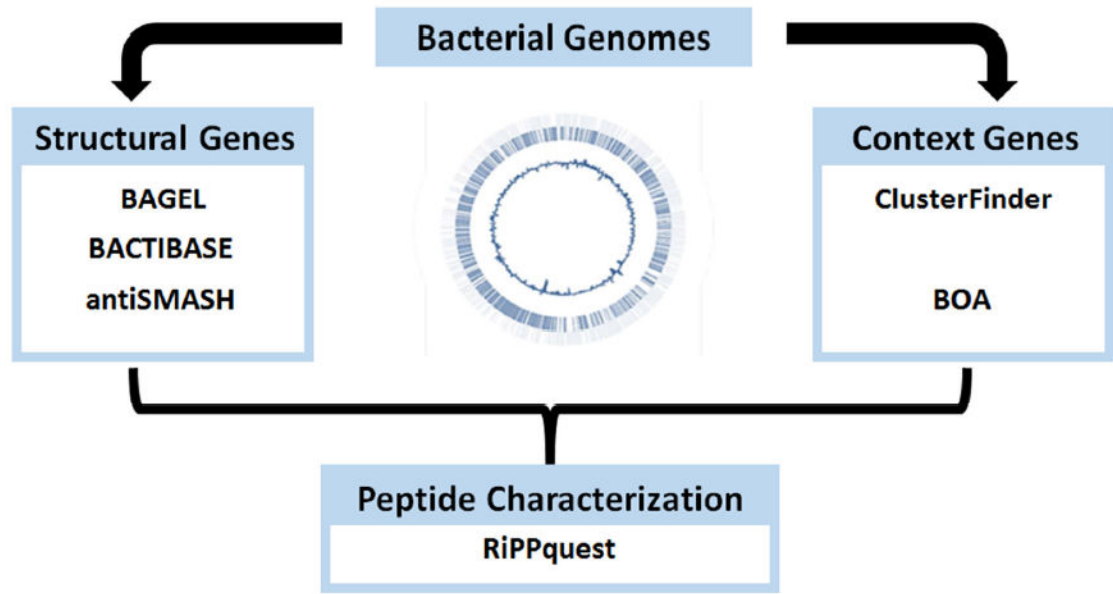 Bacterial Genomes
Structural Genes
BAGEL
BACTIBASE
antiSMASH
Context Genes
ClusterFinder
BOA
Peptide Characterization
RiPPquest